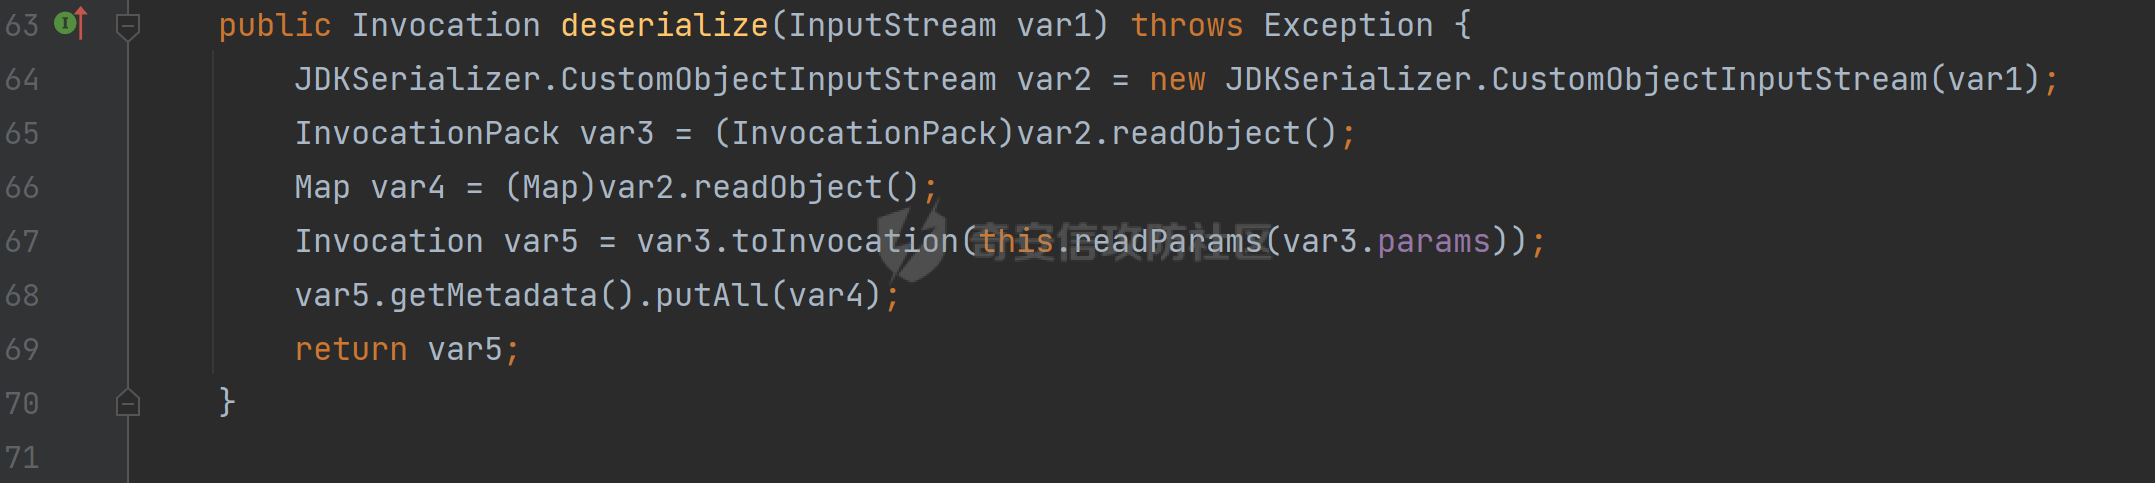 63 public Invocation deserialize(InputStream var1) throws Exception {
64 JDKSerializer.CustomObjectInputStream var2 = new JDKSerializer.CustomObjectInputStream(var1);
65 InvocationPack var3 = (InvocationPack)var2.readObject();
66 Map var4 = (Map)var2.readObject();
67 Invocation var5 = var3.toInvocation(this.readParams(var3.params));
奇安信攻防社区
68 var5.getMetadata().putAll(var4);
69 return var5;
70 }
71